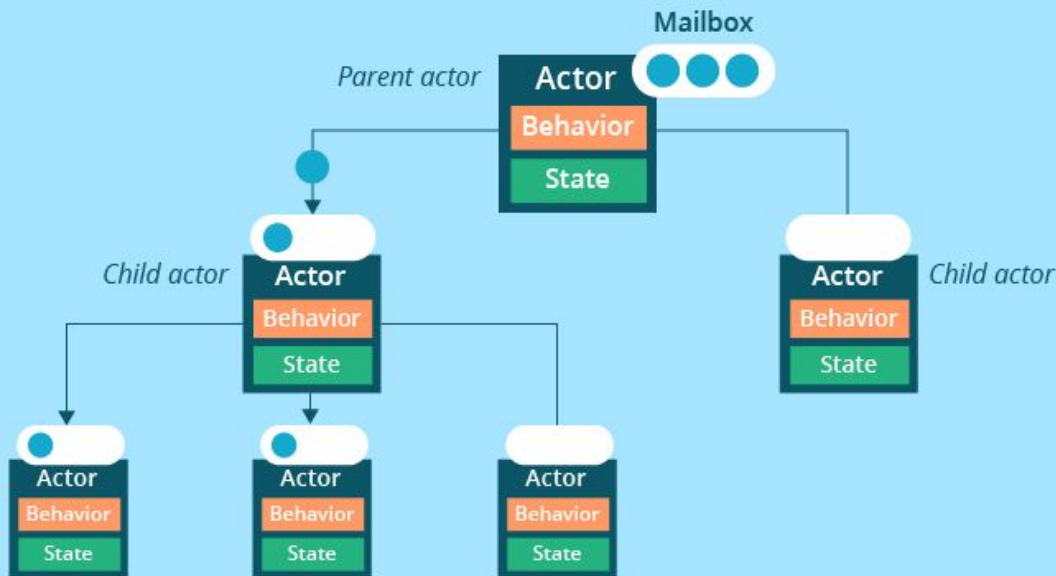 Mailbox
Parent actor
Actor
Behavior
State
Child actor
Actor
Behavior
State
Actor
Behavior
State
Child actor
Actor
Behavior
State
Actor
Behavior
State
Actor
Behavior
State